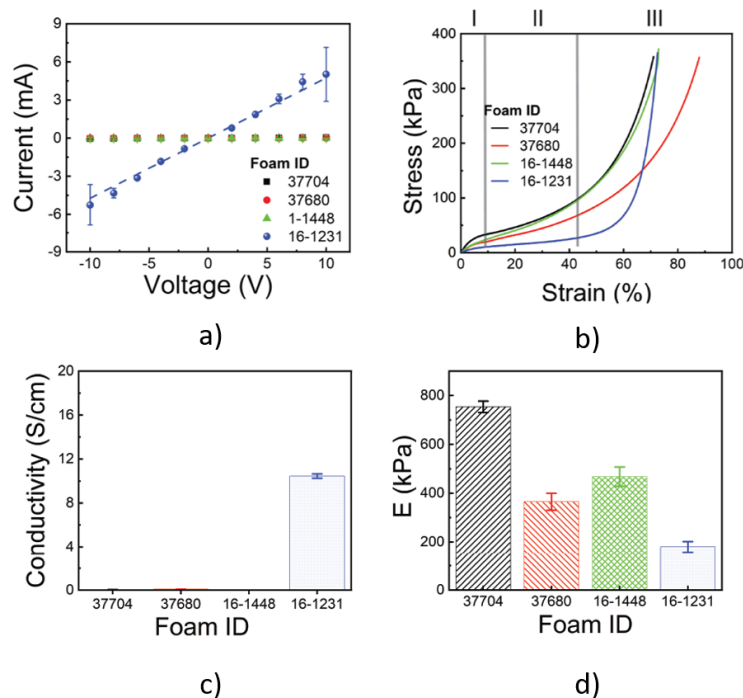 9
6
3
0
-3
-6
-9
Current (mA)
-10
-5
0
5
10
Voltage (V)
Foam ID
37704
37680
1-1448
16-1231
a)
I
II
III
400
300
200
100
0
Stress (kPa)
0
20
40
60
80
100
Strain (%)
Foam ID
37704
37680
16-1448
16-1231
b)
20
16
12
8
4
0
Conductivity (S/cm)
37704
37680
16-1448
16-1231
Foam ID
c)
800
600
400
200
0
E (kPa)
37704
37680
16-1448
16-1231
Foam ID
d)